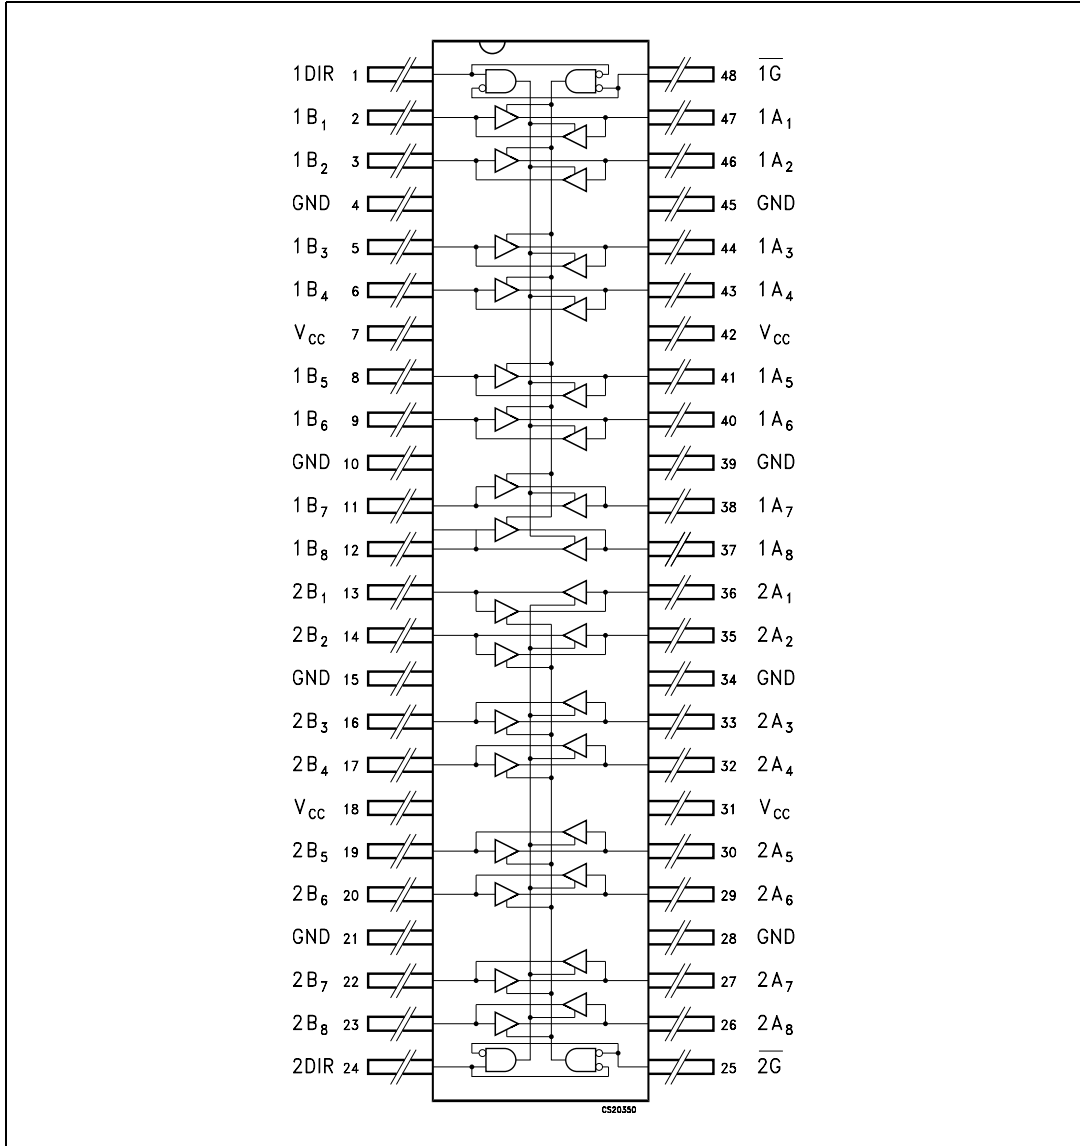 1DIR 1 48 1G̅
1B₁ 2 47 1A₁
1B₂ 3 46 1A₂
GND 4 45 GND
1B₃ 5 44 1A₃
1B₄ 6 43 1A₄
V_CC 7 42 V_CC
1B₅ 8 41 1A₅
1B₆ 9 40 1A₆
GND 10 39 GND
1B₇ 11 38 1A₇
1B₈ 12 37 1A₈
2B₁ 13 36 2A₁
2B₂ 14 35 2A₂
GND 15 34 GND
2B₃ 16 33 2A₃
2B₄ 17 32 2A₄
V_CC 18 31 V_CC
2B₅ 19 30 2A₅
2B₆ 20 29 2A₆
GND 21 28 GND
2B₇ 22 27 2A₇
2B₈ 23 26 2A₈
2DIR 24 25 2G̅
CS20350